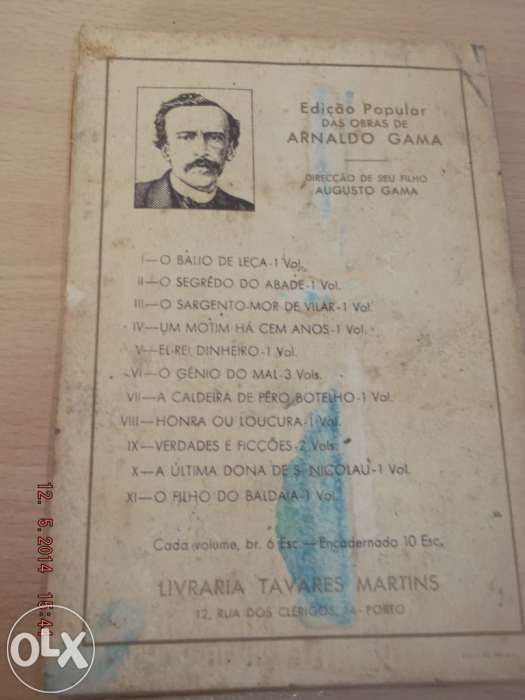 Edição Popular
DAS OBRAS DE
ARNALDO GAMA
DIRECÇÃO DE SEU FILHO
AUGUSTO GAMA
I—O BALIO DE LEÇA-1 Vol.
II—O SEGRÊDO DO ABADE-1 Vol.
III—O SARGENTO-MOR DE VILAR-1 Vol.
IV—UM MOTIM HÁ CEM ANOS-1 Vol.
V—EL-REI DINHEIRO-1 Vol.
VI—O GÉNIO DO MAL-3 Vols.
VII—A CALDEIRA DE PÊRO BOTELHO-1 Vol.
VIII—HONRA OU LOUCURA-1 Vol.
IX—VERDADES E FICÇÕES-2 Vols.
X—A ÚLTIMA DONA DE S. NICOLAU-1 Vol.
XI—O FILHO DO BALDAIA-1 Vol.
Cada volume, br. 6 Esc.—Encadernado 10 Esc.
LIVRARIA TAVARES MARTINS
12, RUA DOS CLÉRIGOS, 14-PORTO
12.5.2014 15:44
OLX